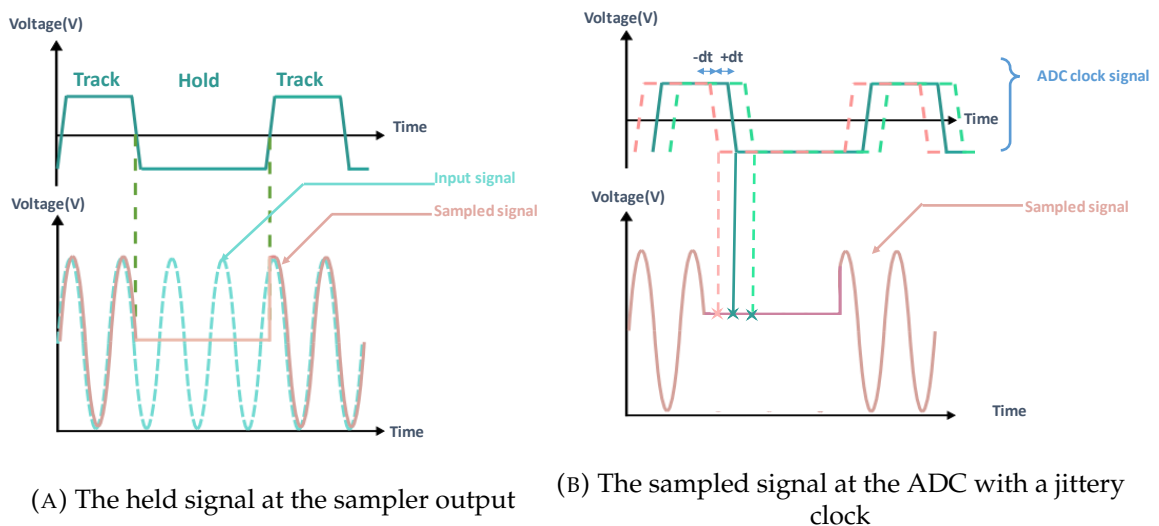 Voltage(V)
Track
Hold
Track
Time
Input signal
Voltage(V)
Sampled signal
Time
(A) The held signal at the sampler output
Voltage(V)
-dt
+dt
ADC clock signal
Time
Voltage(V)
Sampled signal
Time
(B) The sampled signal at the ADC with a jittery
clock